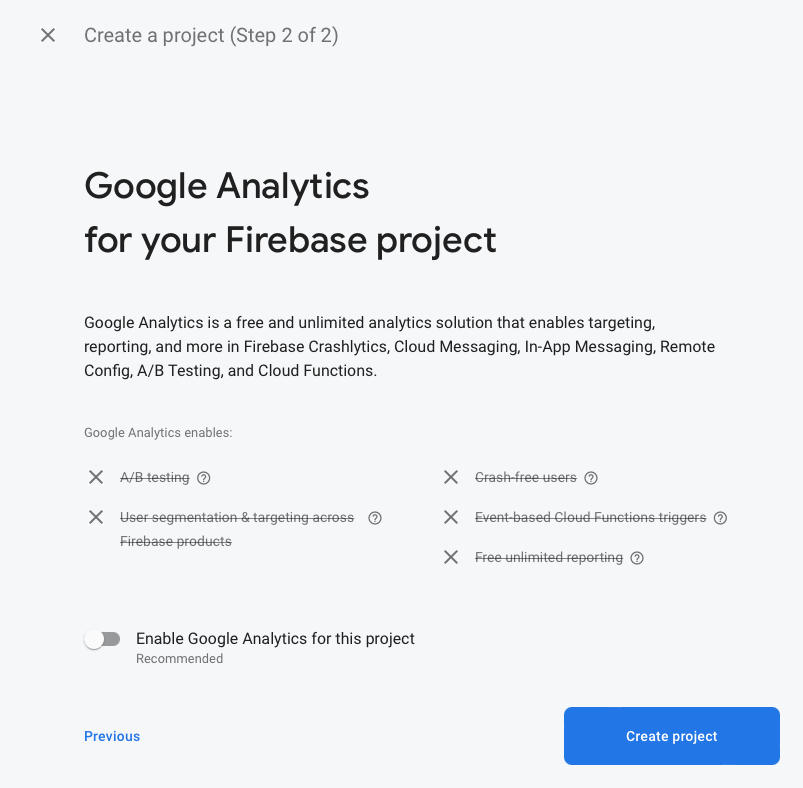 Create a project (Step 2 of 2)
Google Analytics
for your Firebase project
Google Analytics is a free and unlimited analytics solution that enables targeting,
reporting, and more in Firebase Crashlytics, Cloud Messaging, In-App Messaging, Remote
Config, A/B Testing, and Cloud Functions.
Google Analytics enables:
A/B testing
User segmentation & targeting across
Firebase products
Crash-free users
Event-based Cloud Functions triggers
Free unlimited reporting
Enable Google Analytics for this project
Recommended
Previous
Create project